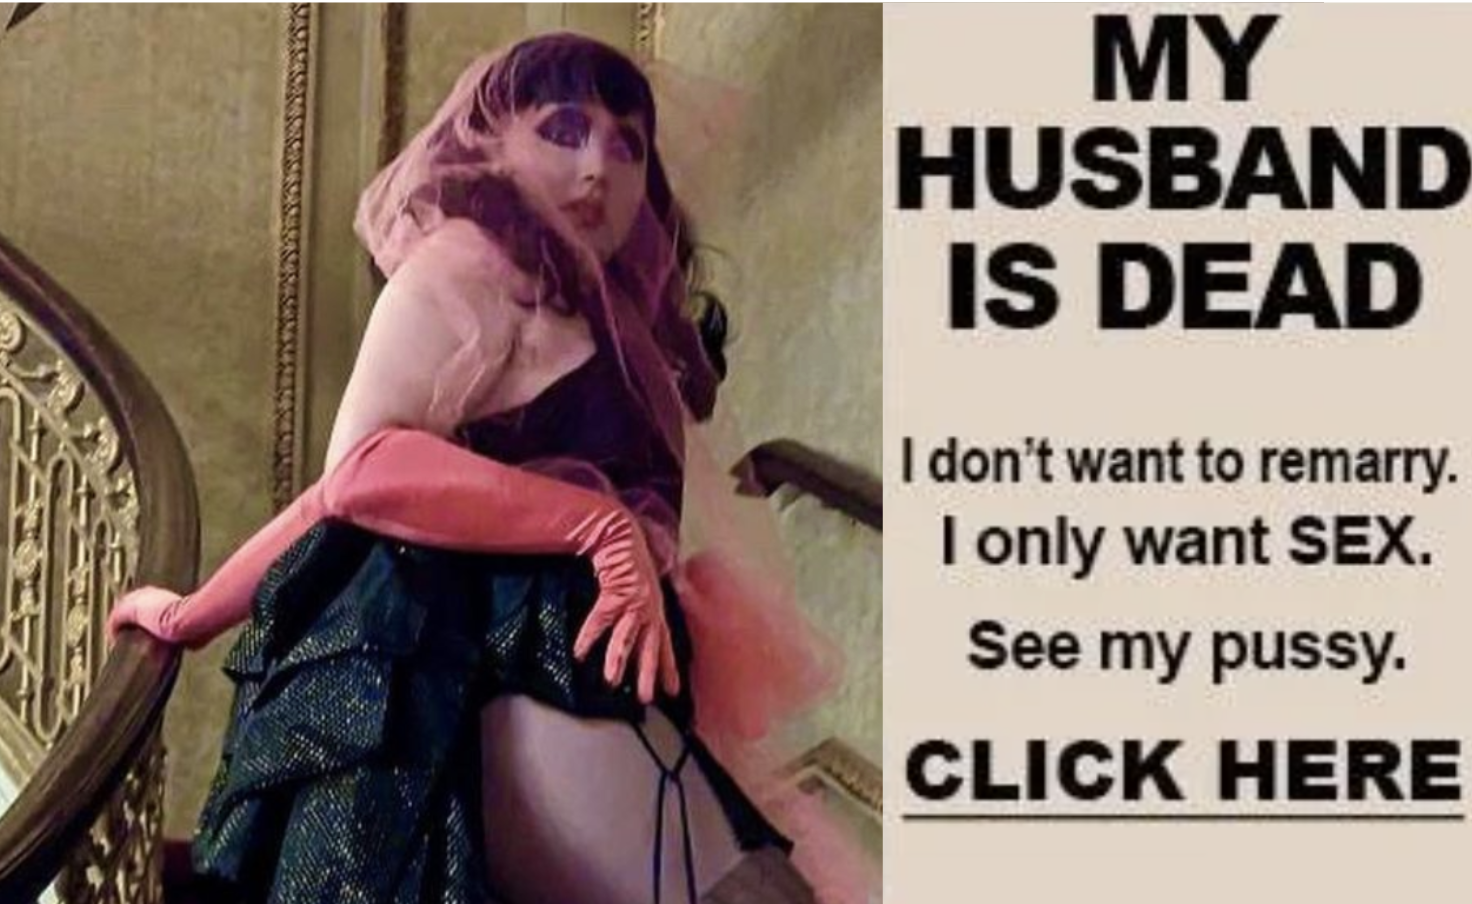 MY
HUSBAND
IS DEAD
I don't want to remarry.
I only want SEX.
See my pussy.
CLICK HERE